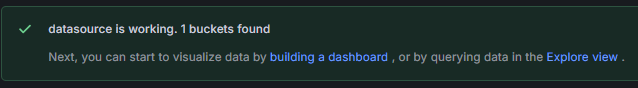 datasource is working. 1 buckets found
Next, you can start to visualize data by building a dashboard , or by querying data in the Explore view .